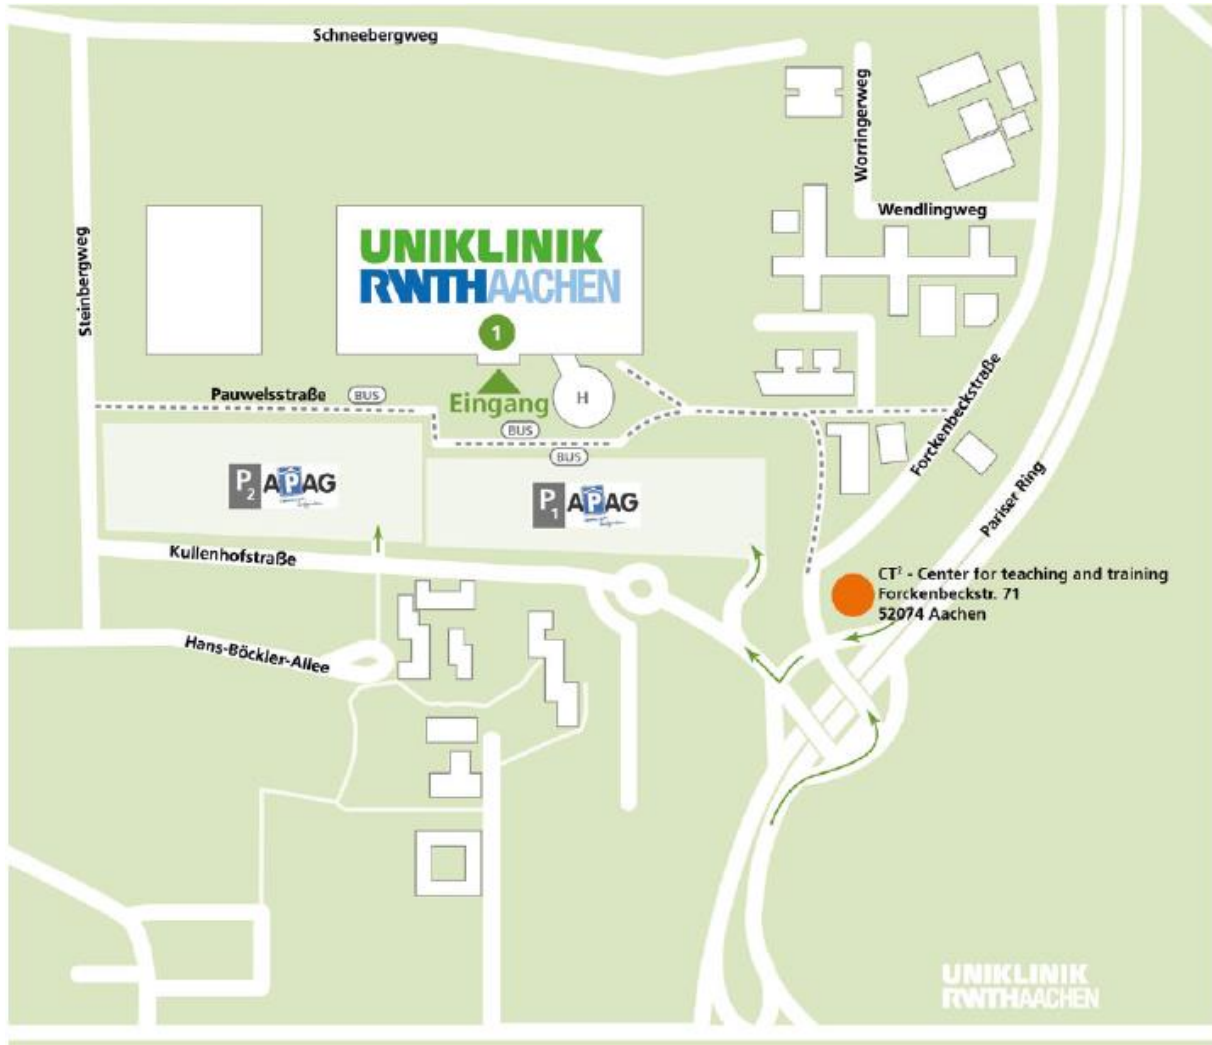 Schneebergweg
Worringerweg
Wendlingweg
Steinbergweg
UNIKLINIK
RWTHAACHEN
1
Pauwelsstraße
BUS
Eingang
H
BUS
BUS
Forckenbeckstraße
P2 APAG
P1 APAG
Pariser Ring
Kullenhofstraße
CT² - Center for teaching and training
Forckenbeckstr. 71
52074 Aachen
Hans-Böckler-Allee
UNIKLINIK
RWTHAACHEN